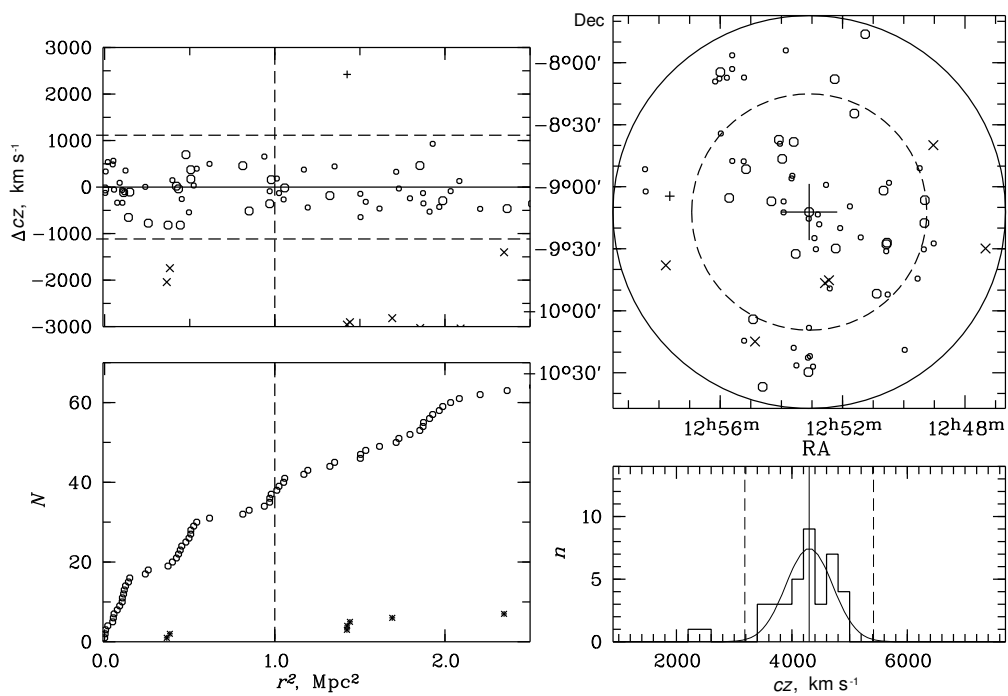 3000
2000
1000
0
−1000
−2000
−3000
Δcz, km s⁻¹
Dec
−8°00′
−8°30′
−9°00′
−9°30′
10°00′
10°30′
12ʰ56ᵐ
12ʰ52ᵐ
12ʰ48ᵐ
RA
60
40
20
0
N
0.0
1.0
2.0
r², Mpc²
10
5
0
n
2000
4000
6000
cz, km s⁻¹